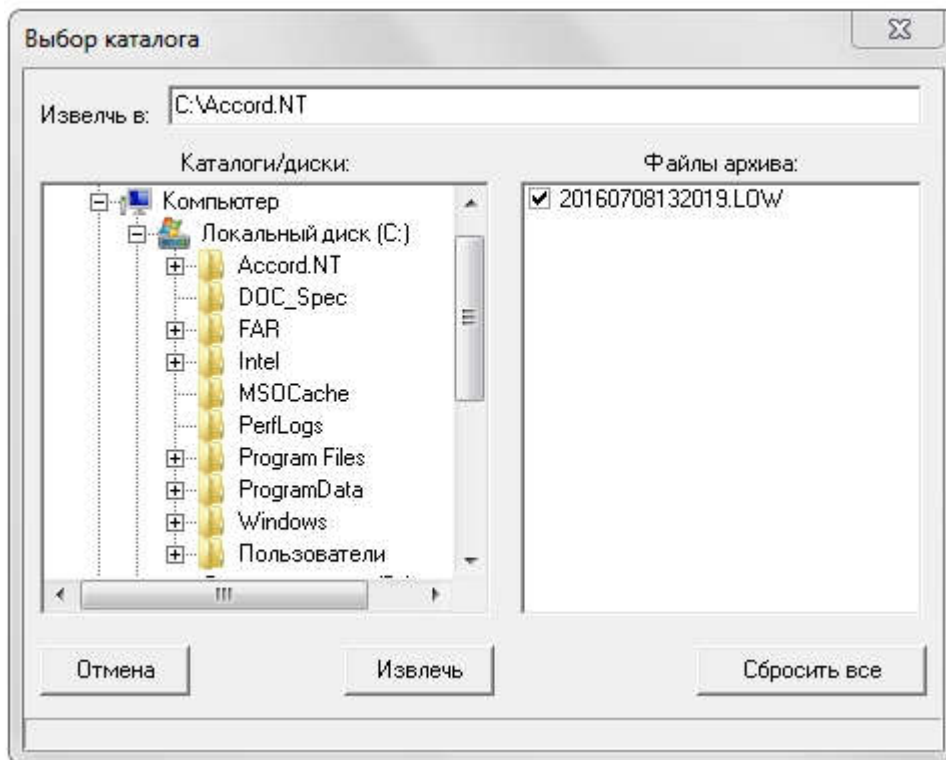 Выбор каталога
Извелчь в: C:\Accord.NT
Каталоги/диски:
Компьютер
Локальный диск (C:)
Accord.NT
DOC_Spec
FAR
Intel
MSOCache
PerfLogs
Program Files
ProgramData
Windows
Пользователи
Файлы архива:
20160708132019.LOW
Отмена Извлечь Сбросить все